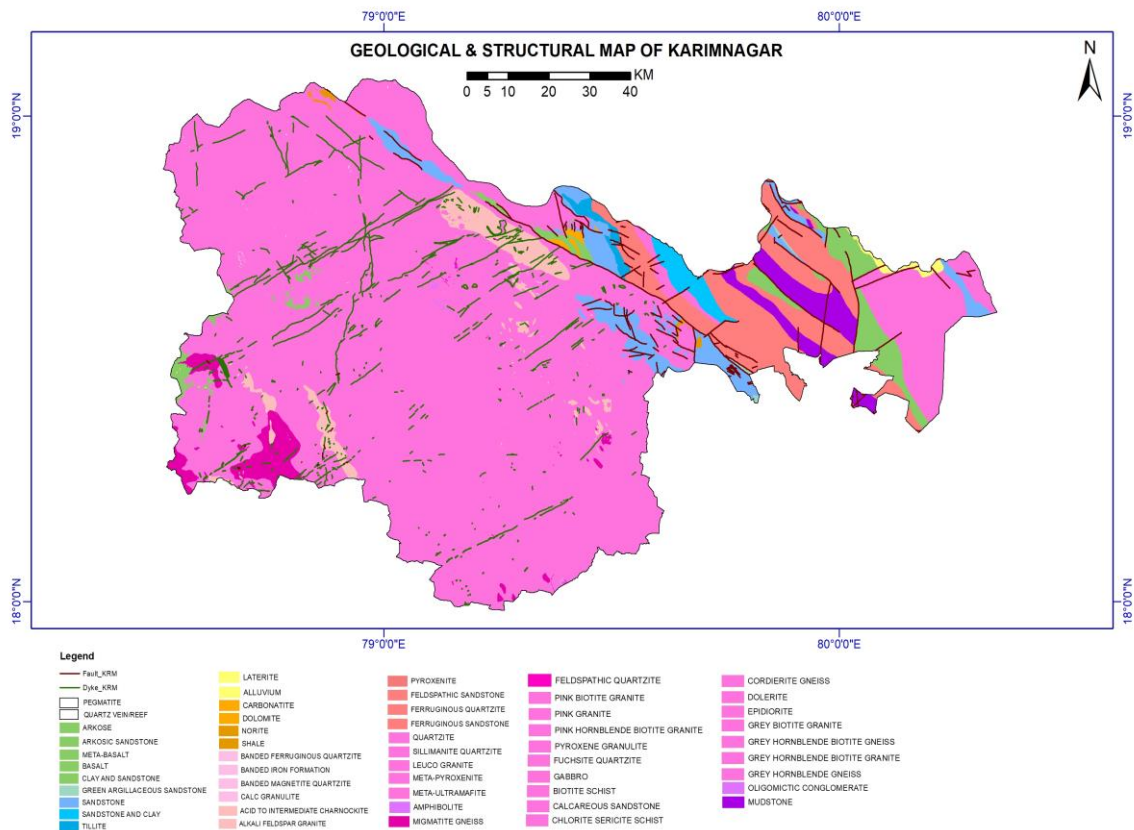 79°0'0"E 80°0'0"E
GEOLOGICAL & STRUCTURAL MAP OF KARIMNAGAR
N
KM
0 5 10 20 30 40
19°0'0"N 19°0'0"N
18°0'0"N 18°0'0"N
79°0'0"E 80°0'0"E
Legend
Fault_KRM
Dyke_KRM
PEGMATITE
QUARTZ VEIN/REEF
ARKOSE
ARKOSIC SANDSTONE
META-BASALT
BASALT
CLAY AND SANDSTONE
GREEN ARGILLACEOUS SANDSTONE
SANDSTONE
SANDSTONE AND CLAY
TILLITE
LATERITE
ALLUVIUM
CARBONATITE
DOLOMITE
NORITE
SHALE
BANDED FERRUGINOUS QUARTZITE
BANDED IRON FORMATION
BANDED MAGNETITE QUARTZITE
CALC GRANULITE
ACID TO INTERMEDIATE CHARNOCKITE
ALKALI FELDSPAR GRANITE
PYROXENITE
FELDSPATHIC SANDSTONE
FERRUGINOUS QUARTZITE
FERRUGINOUS SANDSTONE
QUARTZITE
SILLIMANITE QUARTZITE
LEUCO GRANITE
META-PYROXENITE
META-ULTRAMAFITE
AMPHIBOLITE
MIGMATITE GNEISS
FELDSPATHIC QUARTZITE
PINK BIOTITE GRANITE
PINK GRANITE
PINK HORNBLENDE BIOTITE GRANITE
PYROXENE GRANULITE
FUCHSITE QUARTZITE
GABBRO
BIOTITE SCHIST
CALCAREOUS SANDSTONE
CHLORITE SERICITE SCHIST
CORDIERITE GNEISS
DOLERITE
EPIDIORITE
GREY BIOTITE GRANITE
GREY HORNBLENDE BIOTITE GNEISS
GREY HORNBLENDE BIOTITE GRANITE
GREY HORNBLENDE GNEISS
OLIGOMICTIC CONGLOMERATE
MUDSTONE